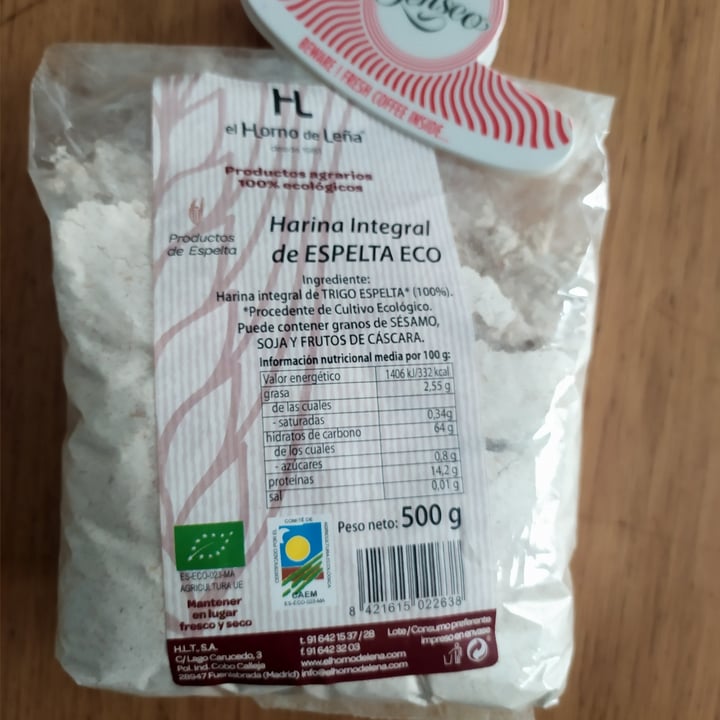 Senseo
BEWARE! FRESH COFFEE INSIDE...
HL
el Horno de Leña
Productos agrarios
100% ecológicos
Productos
de Espelta
Harina Integral
de ESPELTA ECO
Ingrediente:
Harina integral de TRIGO ESPELTA* (100%).
*Procedente de Cultivo Ecológico.
Puede contener granos de SÉSAMO,
SOJA Y FRUTOS DE CÁSCARA.
Información nutricional media por 100 g:
Valor energético 1406 kJ/332 kcal
grasa 2,55 g
de las cuales
- saturadas 0,34g
hidratos de carbono 64 g
de los cuales
- azúcares 0,8 g
proteínas 14,2 g
sal 0,01 g
Peso neto: 500 g
ES-ECO-023-MA
AGRICULTURA UE
COMITÉ DE
AGRICULTURA ECOLÓGICA
CAEM
ES-ECO-023-MA
8 421615 022638
Mantener
en lugar
fresco y seco
H.L.T. S.A.
C/ Lago Carucedo, 3
Pol. Ind. Cobo Calleja
28947 Fuenlabrada (Madrid)
t. 91 642 15 37 / 28
f. 91 642 32 03
www.elhornodelena.com
info@elhornodelena.com
Lote/Consumo preferente
impreso en envase